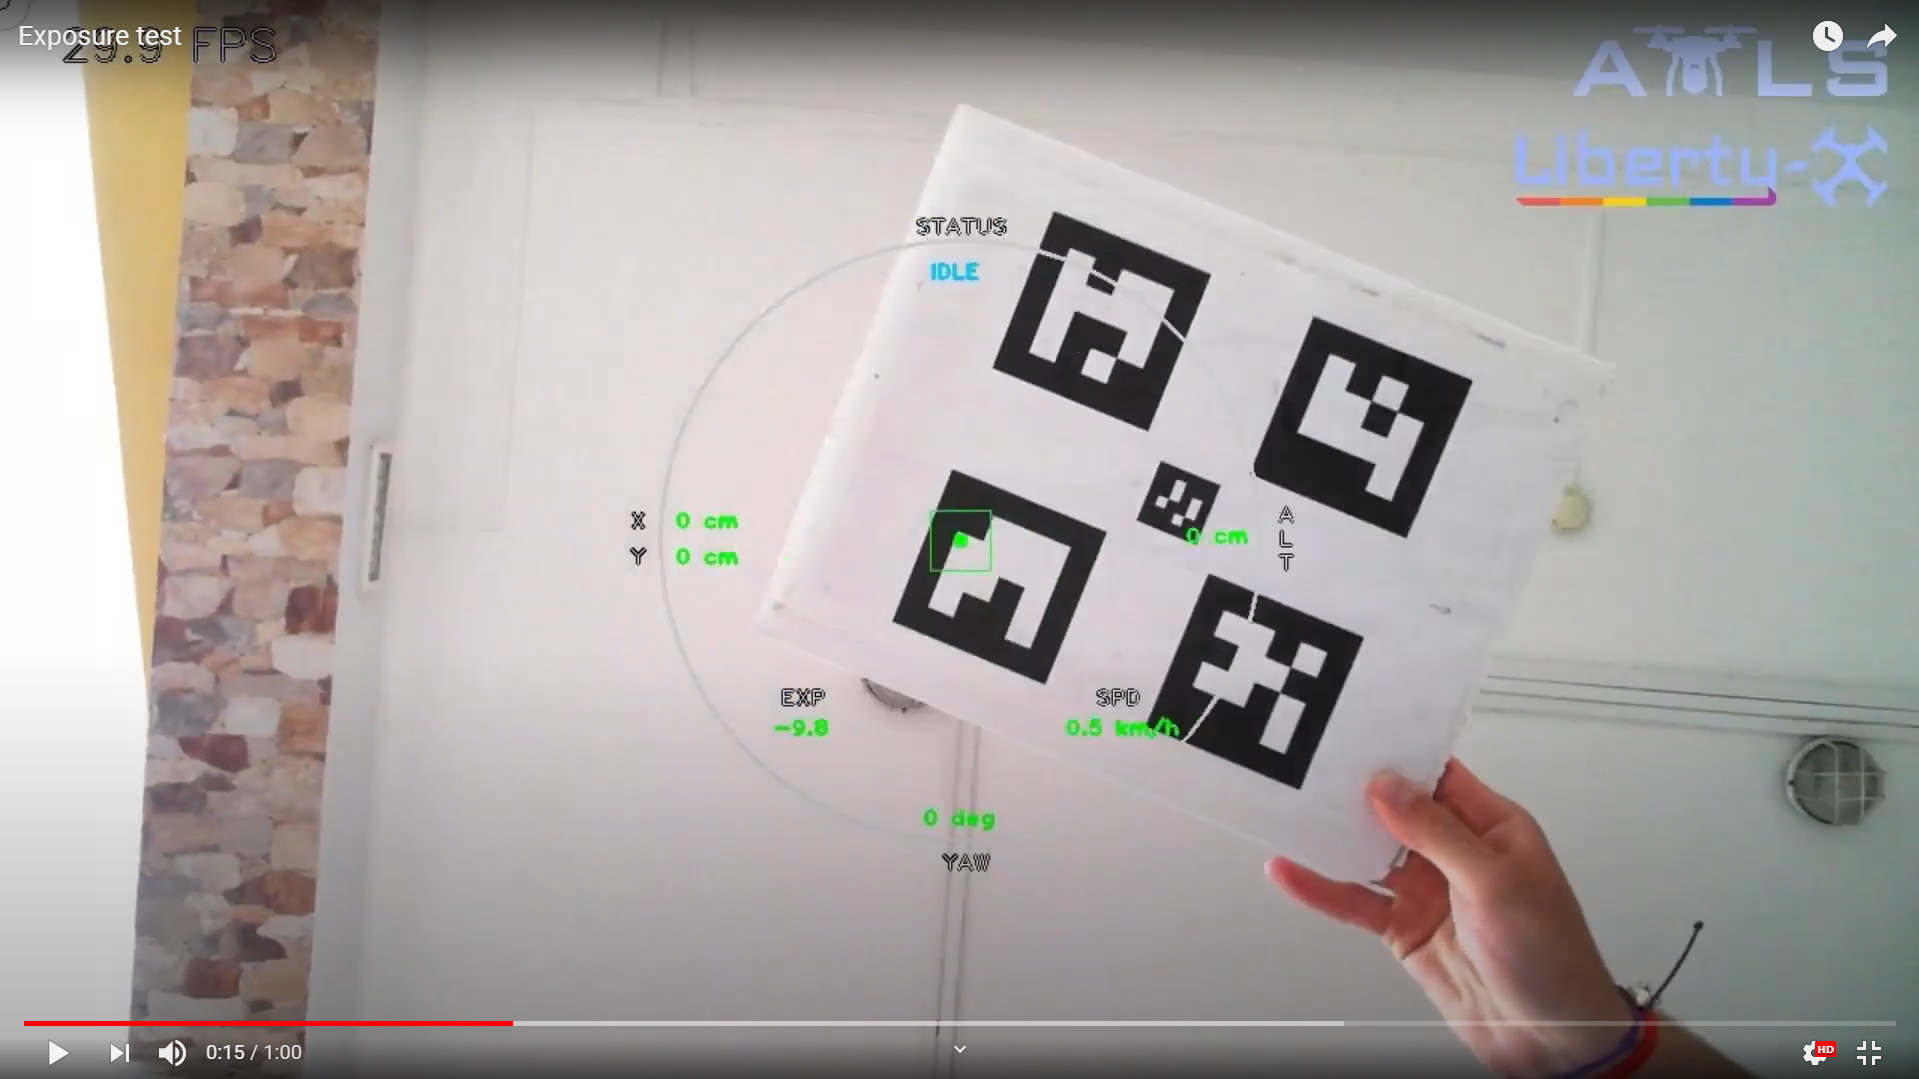 Exposure test
29.9 FPS
ATLS
Liberty-X
STATUS
IDLE
X 0 cm
Y 0 cm
0 cm
ALT
EXP
-9.8
SPD
0.5 km/h
0 deg
YAW
0:15 / 1:00
HD